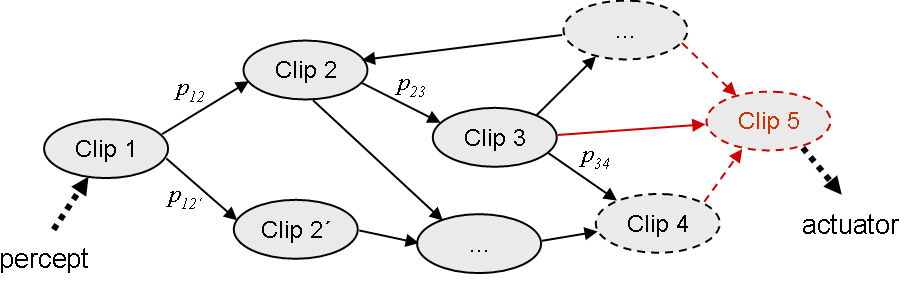 ...
Clip 2
p12
p23
Clip 5
Clip 1
Clip 3
p34
p12´
Clip 2´
...
Clip 4
actuator
percept